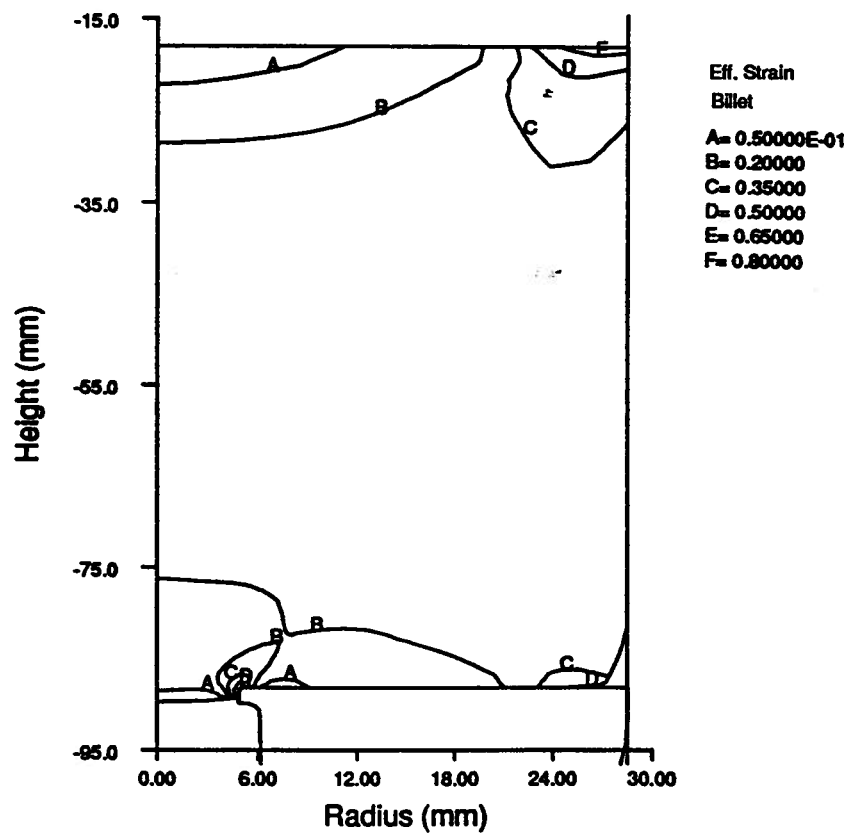 -15.0
-35.0
-55.0
-75.0
-95.0
Height (mm)
0.00
6.00
12.00
18.00
24.00
30.00
Radius (mm)
Eff. Strain
Billet
A= 0.50000E-01
B= 0.20000
C= 0.35000
D= 0.50000
E= 0.65000
F= 0.80000
A
B
C
D
B
B
A
C
A
C
D